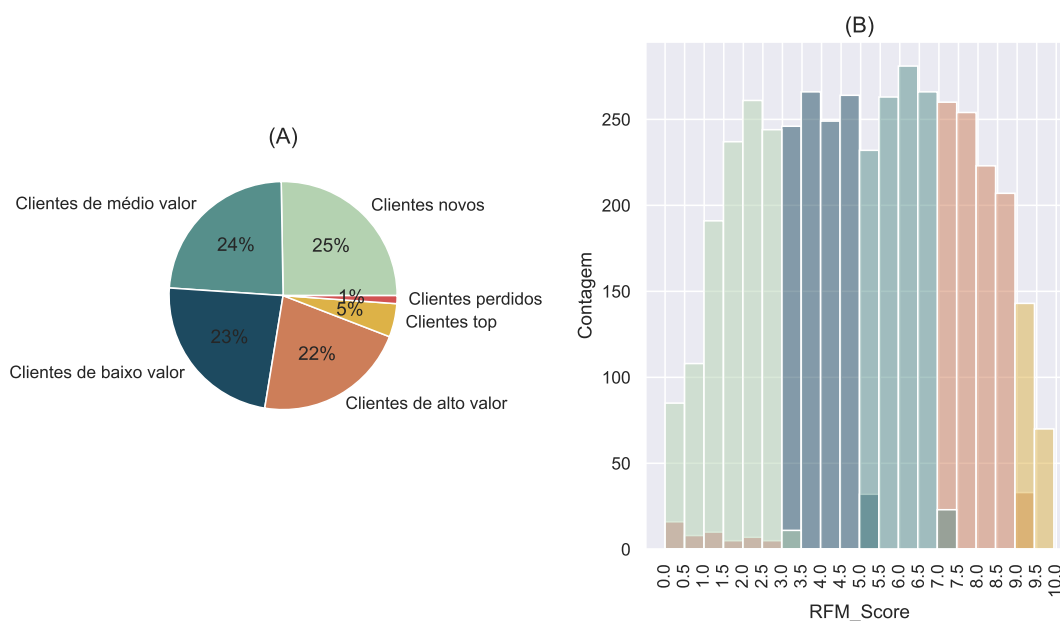 (A)
Clientes de médio valor
Clientes novos
24%
25%
1%
Clientes perdidos
5%
Clientes top
23%
22%
Clientes de baixo valor
Clientes de alto valor
(B)
Contagem
250
200
150
100
50
0
0.0 0.5 1.0 1.5 2.0 2.5 3.0 3.5 4.0 4.5 5.0 5.5 6.0 6.5 7.0 7.5 8.0 8.5 9.0 9.5 10.0
RFM_Score